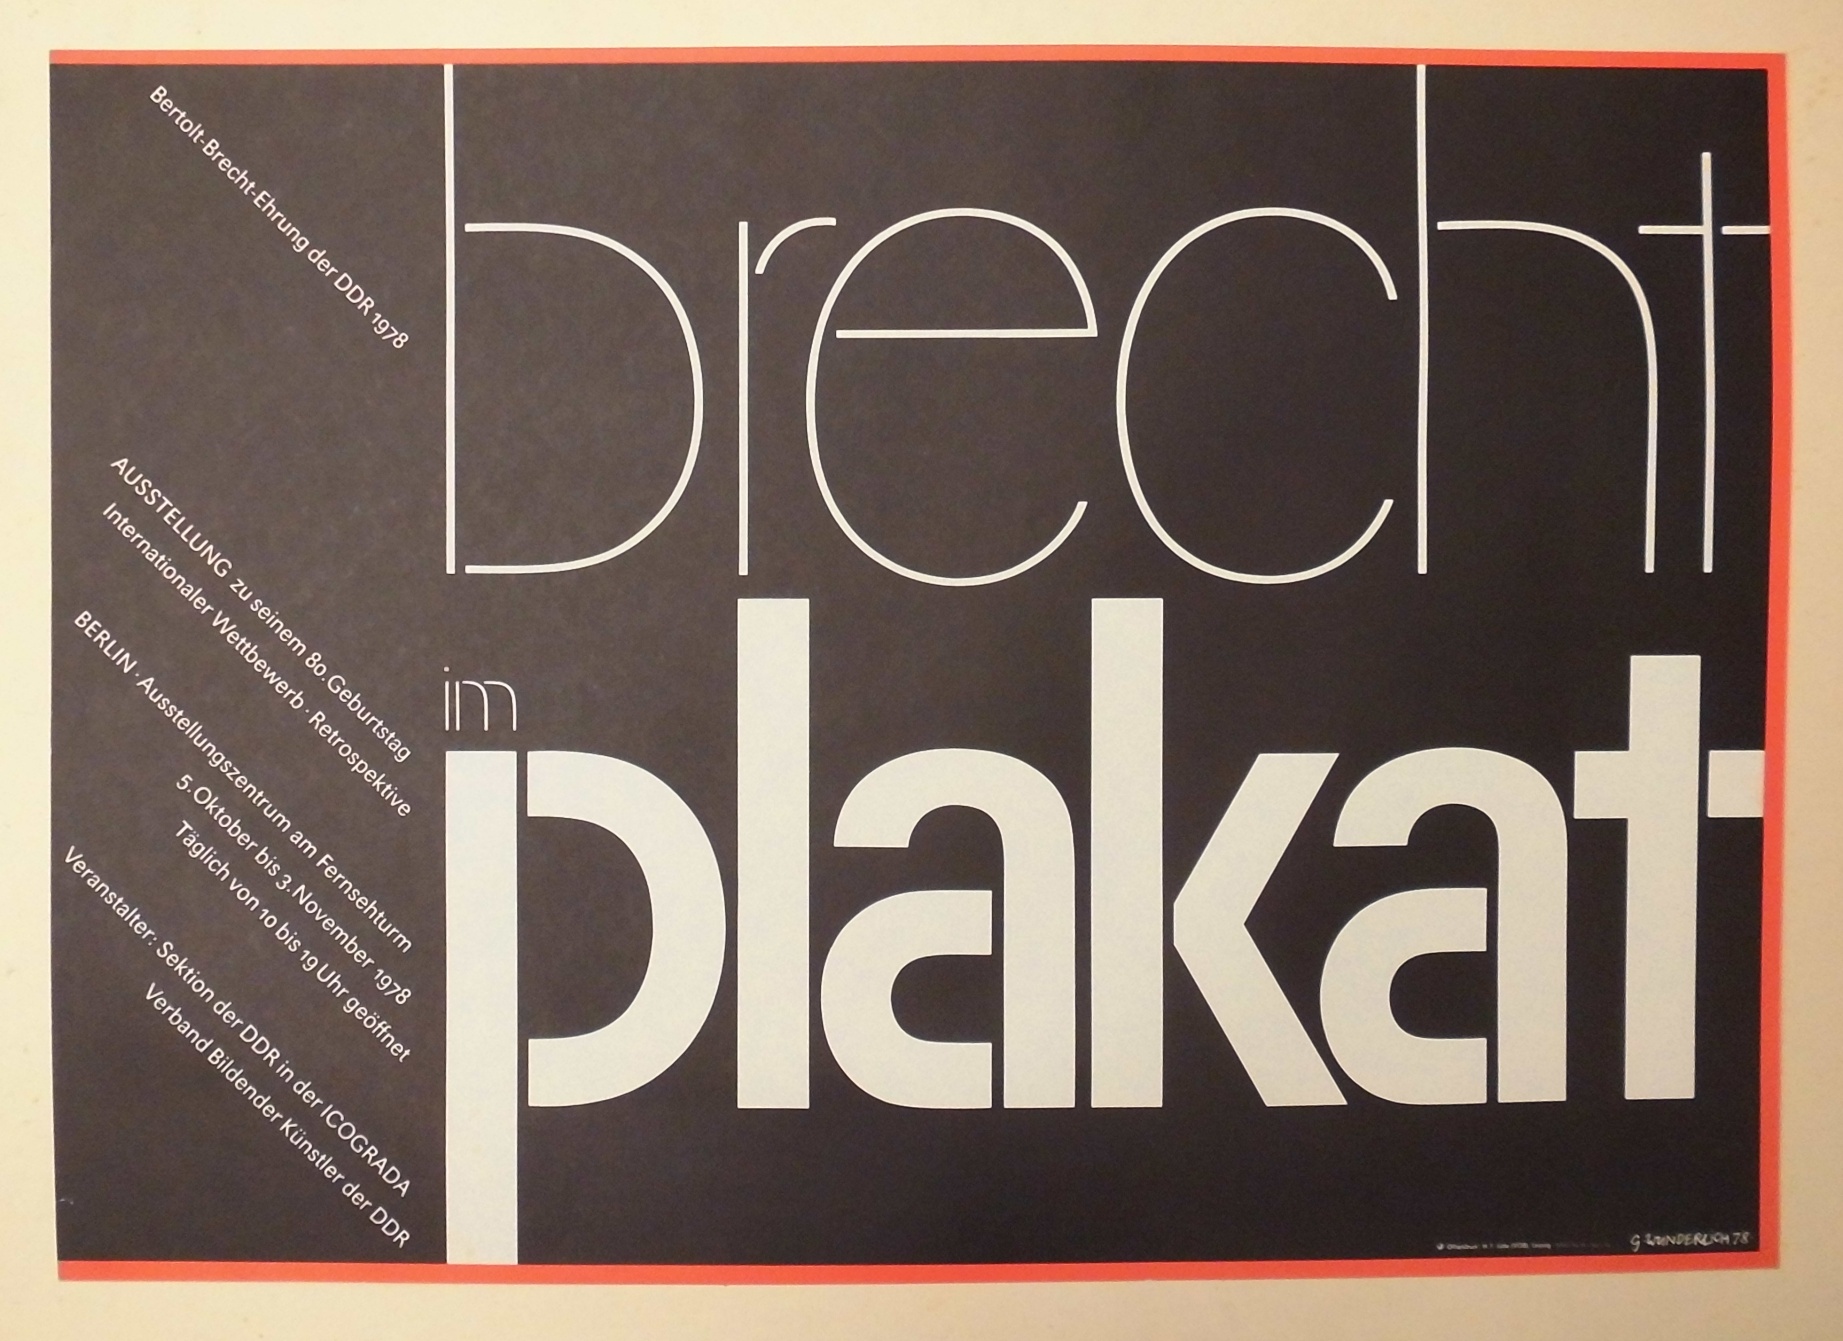 Bertolt-Brecht-Ehrung der DDR 1978
brecht
im
plakat
AUSSTELLUNG zu seinem 80. Geburtstag
Internationaler Wettbewerb · Retrospektive
BERLIN · Ausstellungszentrum am Fernsehturm
5. Oktober bis 3. November 1978
Täglich von 10 bis 19 Uhr geöffnet
Veranstalter: Sektion der DDR in der ICOGRADA
Verband Bildender Künstler der DDR
G. WUNDERLICH 78